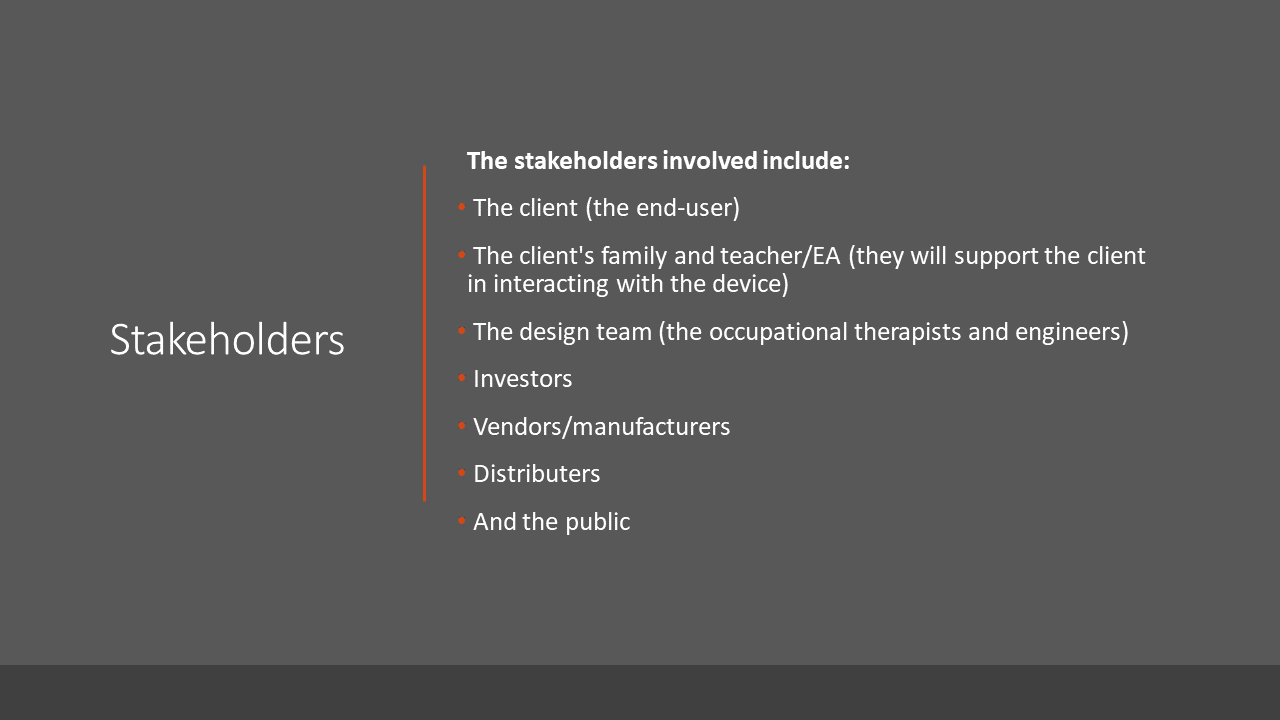 Stakeholders
The stakeholders involved include:
• The client (the end-user)
• The client's family and teacher/EA (they will support the client
in interacting with the device)
• The design team (the occupational therapists and engineers)
• Investors
• Vendors/manufacturers
• Distributers
• And the public